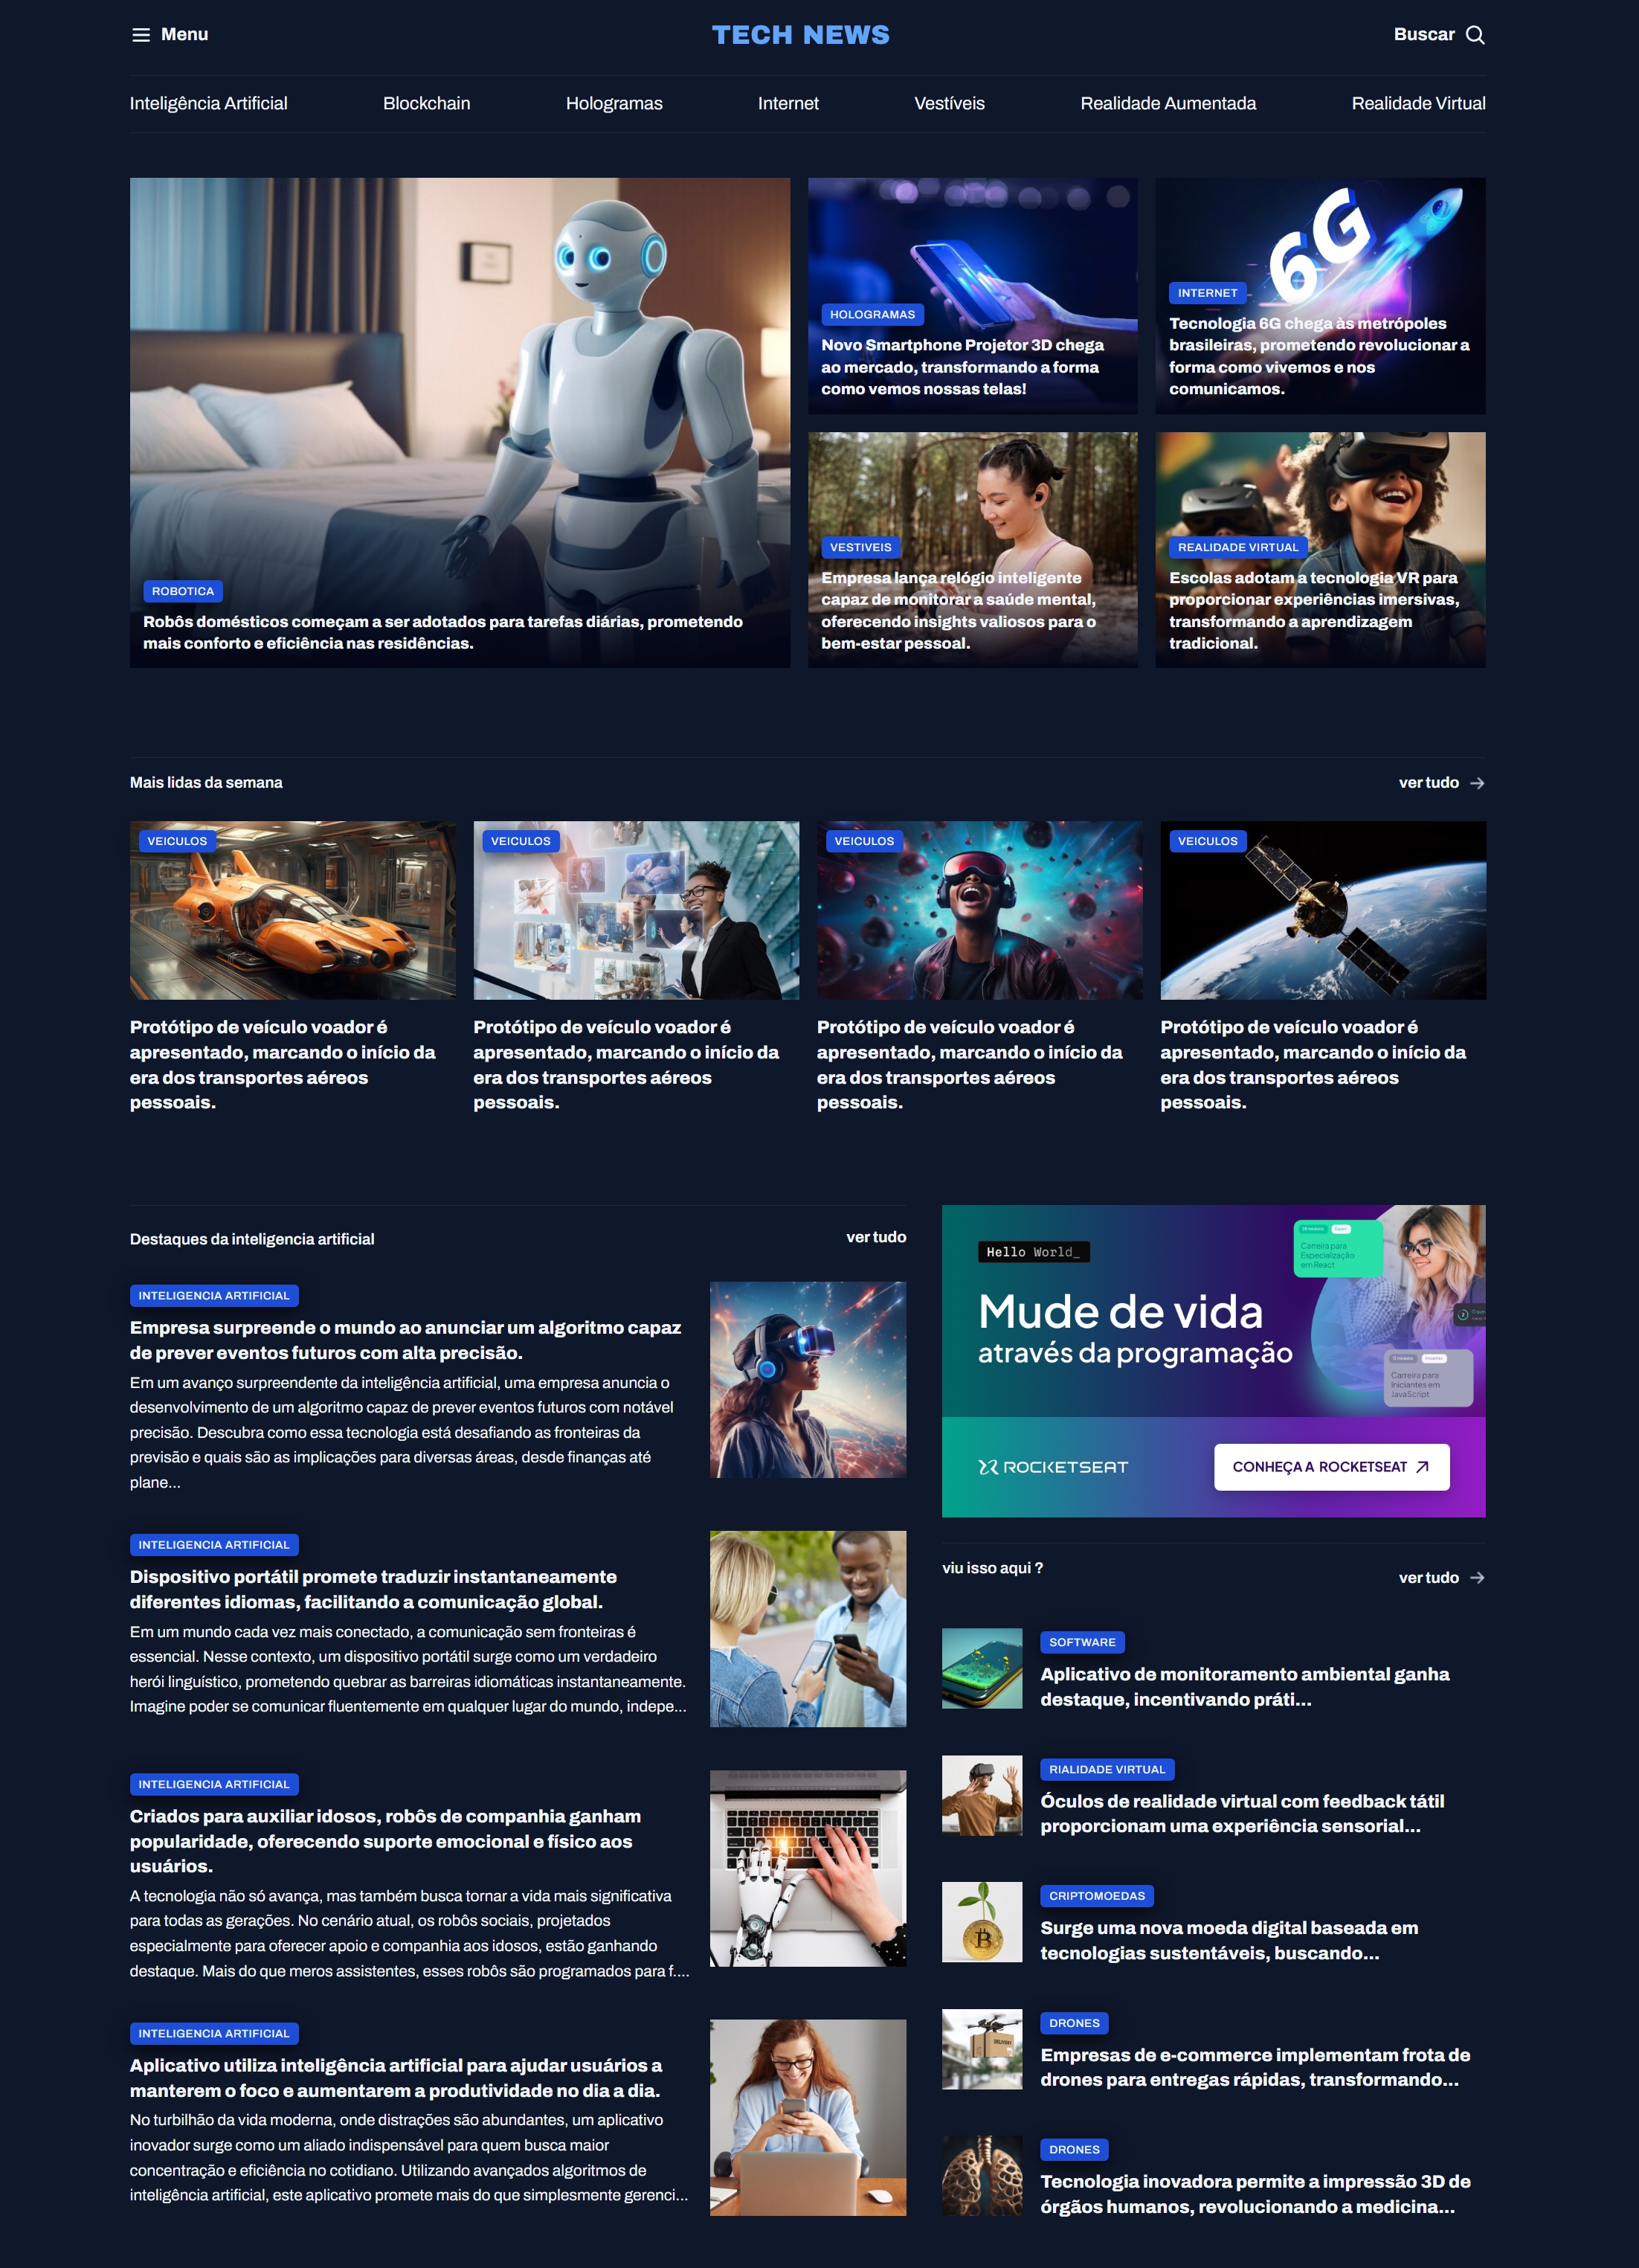 Menu
TECH NEWS
Buscar
Inteligência Artificial
Blockchain
Hologramas
Internet
Vestíveis
Realidade Aumentada
Realidade Virtual
ROBOTICA
Robôs domésticos começam a ser adotados para tarefas diárias, prometendo
mais conforto e eficiência nas residências.
HOLOGRAMAS
Novo Smartphone Projetor 3D chega
ao mercado, transformando a forma
como vemos nossas telas!
6G
INTERNET
Tecnologia 6G chega às metrópoles
brasileiras, prometendo revolucionar a
forma como vivemos e nos
comunicamos.
VESTIVEIS
Empresa lança relógio inteligente
capaz de monitorar a saúde mental,
oferecendo insights valiosos para o
bem-estar pessoal.
REALIDADE VIRTUAL
Escolas adotam a tecnologia VR para
proporcionar experiências imersivas,
transformando a aprendizagem
tradicional.
Mais lidas da semana
ver tudo
VEICULOS
Protótipo de veículo voador é
apresentado, marcando o início da
era dos transportes aéreos
pessoais.
VEICULOS
Protótipo de veículo voador é
apresentado, marcando o início da
era dos transportes aéreos
pessoais.
VEICULOS
Protótipo de veículo voador é
apresentado, marcando o início da
era dos transportes aéreos
pessoais.
VEICULOS
Protótipo de veículo voador é
apresentado, marcando o início da
era dos transportes aéreos
pessoais.
Destaques da inteligencia artificial
ver tudo
INTELIGENCIA ARTIFICIAL
Empresa surpreende o mundo ao anunciar um algoritmo capaz
de prever eventos futuros com alta precisão.
Em um avanço surpreendente da inteligência artificial, uma empresa anuncia o
desenvolvimento de um algoritmo capaz de prever eventos futuros com notável
precisão. Descubra como essa tecnologia está desafiando as fronteiras da
previsão e quais são as implicações para diversas áreas, desde finanças até
plane...
INTELIGENCIA ARTIFICIAL
Dispositivo portátil promete traduzir instantaneamente
diferentes idiomas, facilitando a comunicação global.
Em um mundo cada vez mais conectado, a comunicação sem fronteiras é
essencial. Nesse contexto, um dispositivo portátil surge como um verdadeiro
herói linguístico, prometendo quebrar as barreiras idiomáticas instantaneamente.
Imagine poder se comunicar fluentemente em qualquer lugar do mundo, indepe...
INTELIGENCIA ARTIFICIAL
Criados para auxiliar idosos, robôs de companhia ganham
popularidade, oferecendo suporte emocional e físico aos
usuários.
A tecnologia não só avança, mas também busca tornar a vida mais significativa
para todas as gerações. No cenário atual, os robôs sociais, projetados
especialmente para oferecer apoio e companhia aos idosos, estão ganhando
destaque. Mais do que meros assistentes, esses robôs são programados para f....
INTELIGENCIA ARTIFICIAL
Aplicativo utiliza inteligência artificial para ajudar usuários a
manterem o foco e aumentarem a produtividade no dia a dia.
No turbilhão da vida moderna, onde distrações são abundantes, um aplicativo
inovador surge como um aliado indispensável para quem busca maior
concentração e eficiência no cotidiano. Utilizando avançados algoritmos de
inteligência artificial, este aplicativo promete mais do que simplesmente gerenci...
Hello World_
Mude de vida
através da programação
Carreira para
Especialização
em React
Carreira para
Iniciantes em
JavaScript
ROCKETSEAT
CONHEÇA A ROCKETSEAT
viu isso aqui ?
ver tudo
SOFTWARE
Aplicativo de monitoramento ambiental ganha
destaque, incentivando práti...
RIALIDADE VIRTUAL
Óculos de realidade virtual com feedback tátil
proporcionam uma experiência sensorial...
CRIPTOMOEDAS
Surge uma nova moeda digital baseada em
tecnologias sustentáveis, buscando...
DRONES
Empresas de e-commerce implementam frota de
drones para entregas rápidas, transformando...
DELIVERY
DRONES
Tecnologia inovadora permite a impressão 3D de
órgãos humanos, revolucionando a medicina...